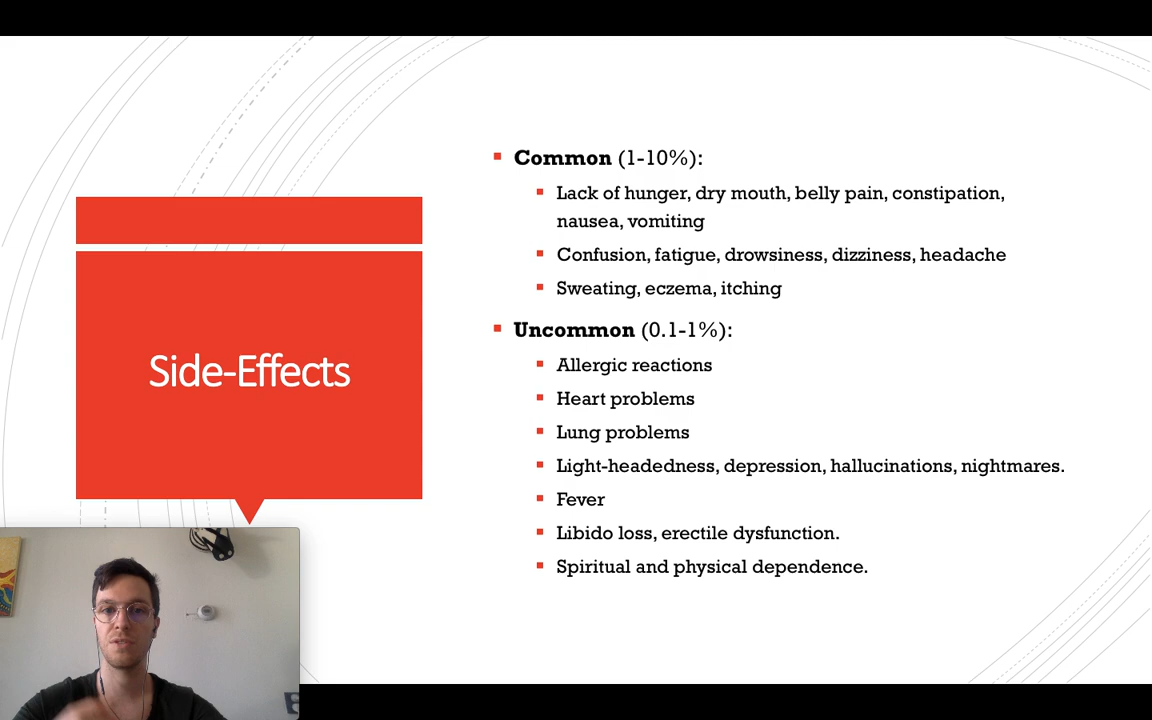 Side-Effects
Common (1-10%):
Lack of hunger, dry mouth, belly pain, constipation,
nausea, vomiting
Confusion, fatigue, drowsiness, dizziness, headache
Sweating, eczema, itching
Uncommon (0.1-1%):
Allergic reactions
Heart problems
Lung problems
Light-headedness, depression, hallucinations, nightmares.
Fever
Libido loss, erectile dysfunction.
Spiritual and physical dependence.